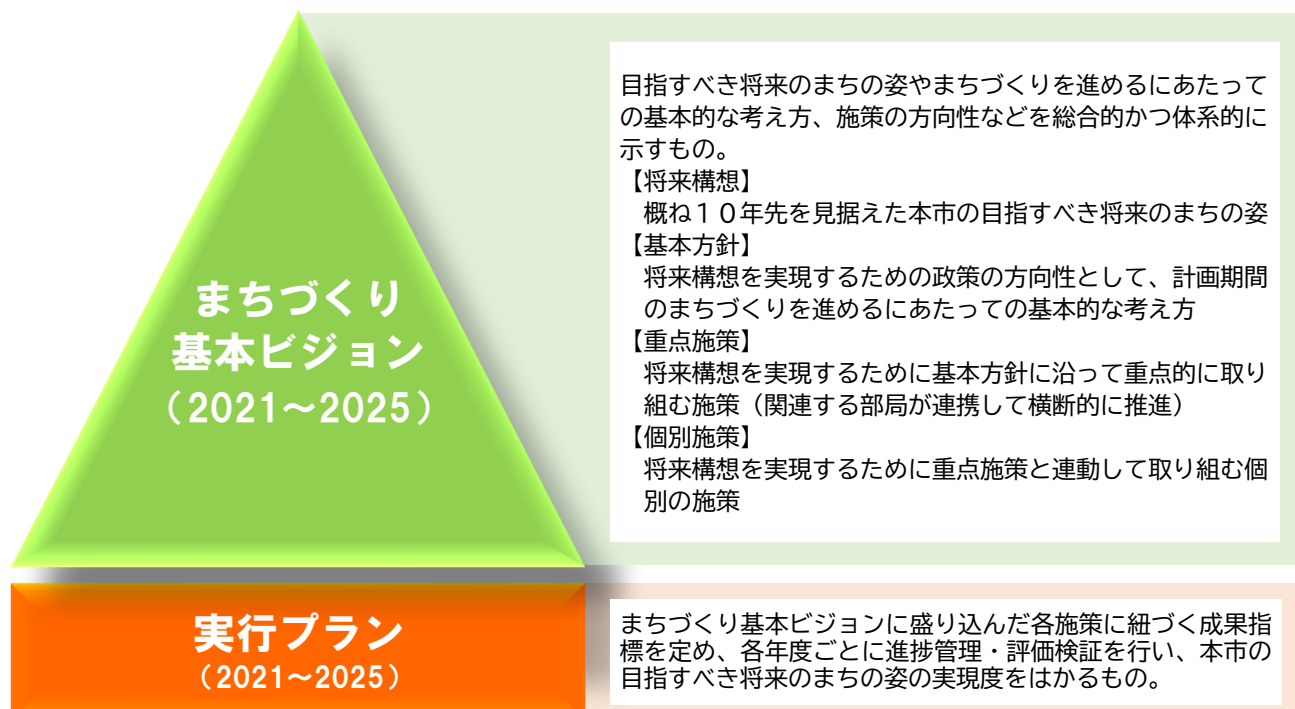 まちづくり
基本ビジョン
（2021～2025）
目指すべき将来のまちの姿やまちづくりを進めるにあたって
の基本的な考え方、施策の方向性などを総合的かつ体系的に
示すもの。
【将来構想】
概ね１０年先を見据えた本市の目指すべき将来のまちの姿
【基本方針】
将来構想を実現するための政策の方向性として、計画期間
のまちづくりを進めるにあたっての基本的な考え方
【重点施策】
将来構想を実現するために基本方針に沿って重点的に取り
組む施策（関連する部局が連携して横断的に推進）
【個別施策】
将来構想を実現するために重点施策と連動して取り組む個
別の施策
実行プラン
（2021～2025）
まちづくり基本ビジョンに盛り込んだ各施策に紐づく成果指
標を定め、各年度ごとに進捗管理・評価検証を行い、本市の
目指すべき将来のまちの姿の実現度をはかるもの。